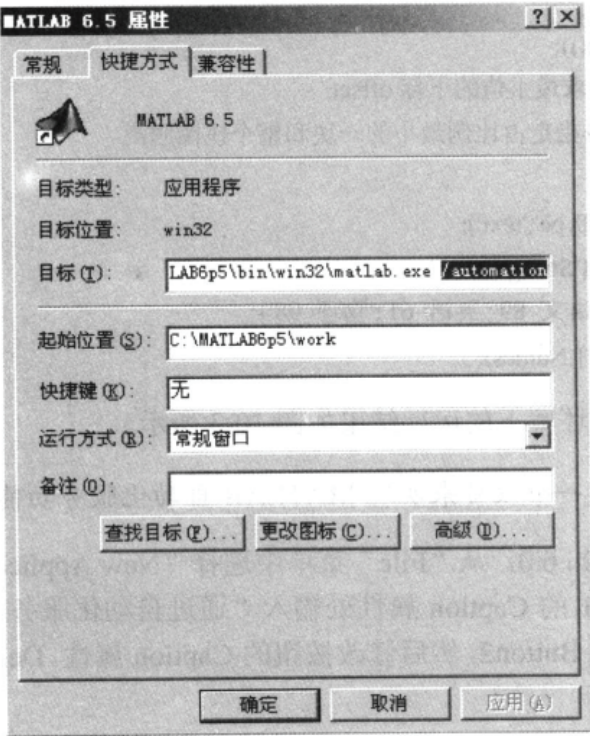 MATLAB 6.5 属性
常规 快捷方式 兼容性
MATLAB 6.5
目标类型: 应用程序
目标位置: win32
目标(T): LAB6p5\bin\win32\matlab.exe /automation
起始位置(S): C:\MATLAB6p5\work
快捷键(K): 无
运行方式(R): 常规窗口
备注(O):
查找目标(F)... 更改图标(C)... 高级(D)...
确定 取消 应用(A)